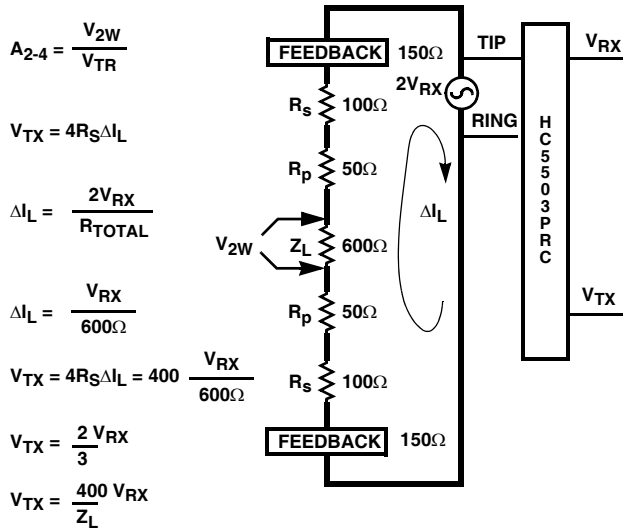 A2-4 = V2W / VTR
VTX = 4RSΔIL
ΔIL = 2VRX / RTOTAL
ΔIL = VRX / 600Ω
VTX = 4RSΔIL = 400 VRX / 600Ω
VTX = 2/3 VRX
VTX = 400 VRX / ZL
FEEDBACK 150Ω
Rs 100Ω
Rp 50Ω
V2W ZL 600Ω
Rp 50Ω
Rs 100Ω
FEEDBACK 150Ω
2VRX
ΔIL
TIP
RING
HC5503PRC
VRX
VTX